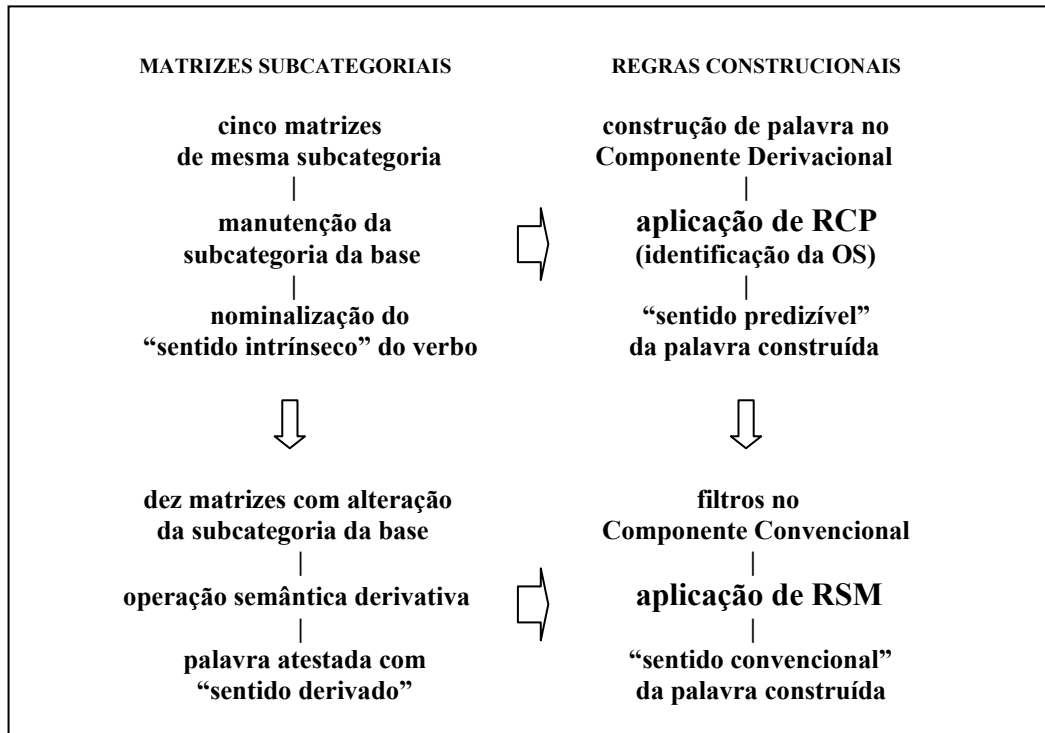 MATRIZES SUBCATEGORIAIS
cinco matrizes
de mesma subcategoria
|
manutenção da
subcategoria da base
|
nominalização do
“sentido intrínseco” do verbo
dez matrizes com alteração
da subcategoria da base
|
operação semântica derivativa
|
palavra atestada com
“sentido derivado”
REGRAS CONSTRUCIONAIS
construção de palavra no
Componente Derivacional
|
aplicação de RCP
(identificação da OS)
|
“sentido predizível”
da palavra construída
filtros no
Componente Convencional
|
aplicação de RSM
|
“sentido convencional”
da palavra construída